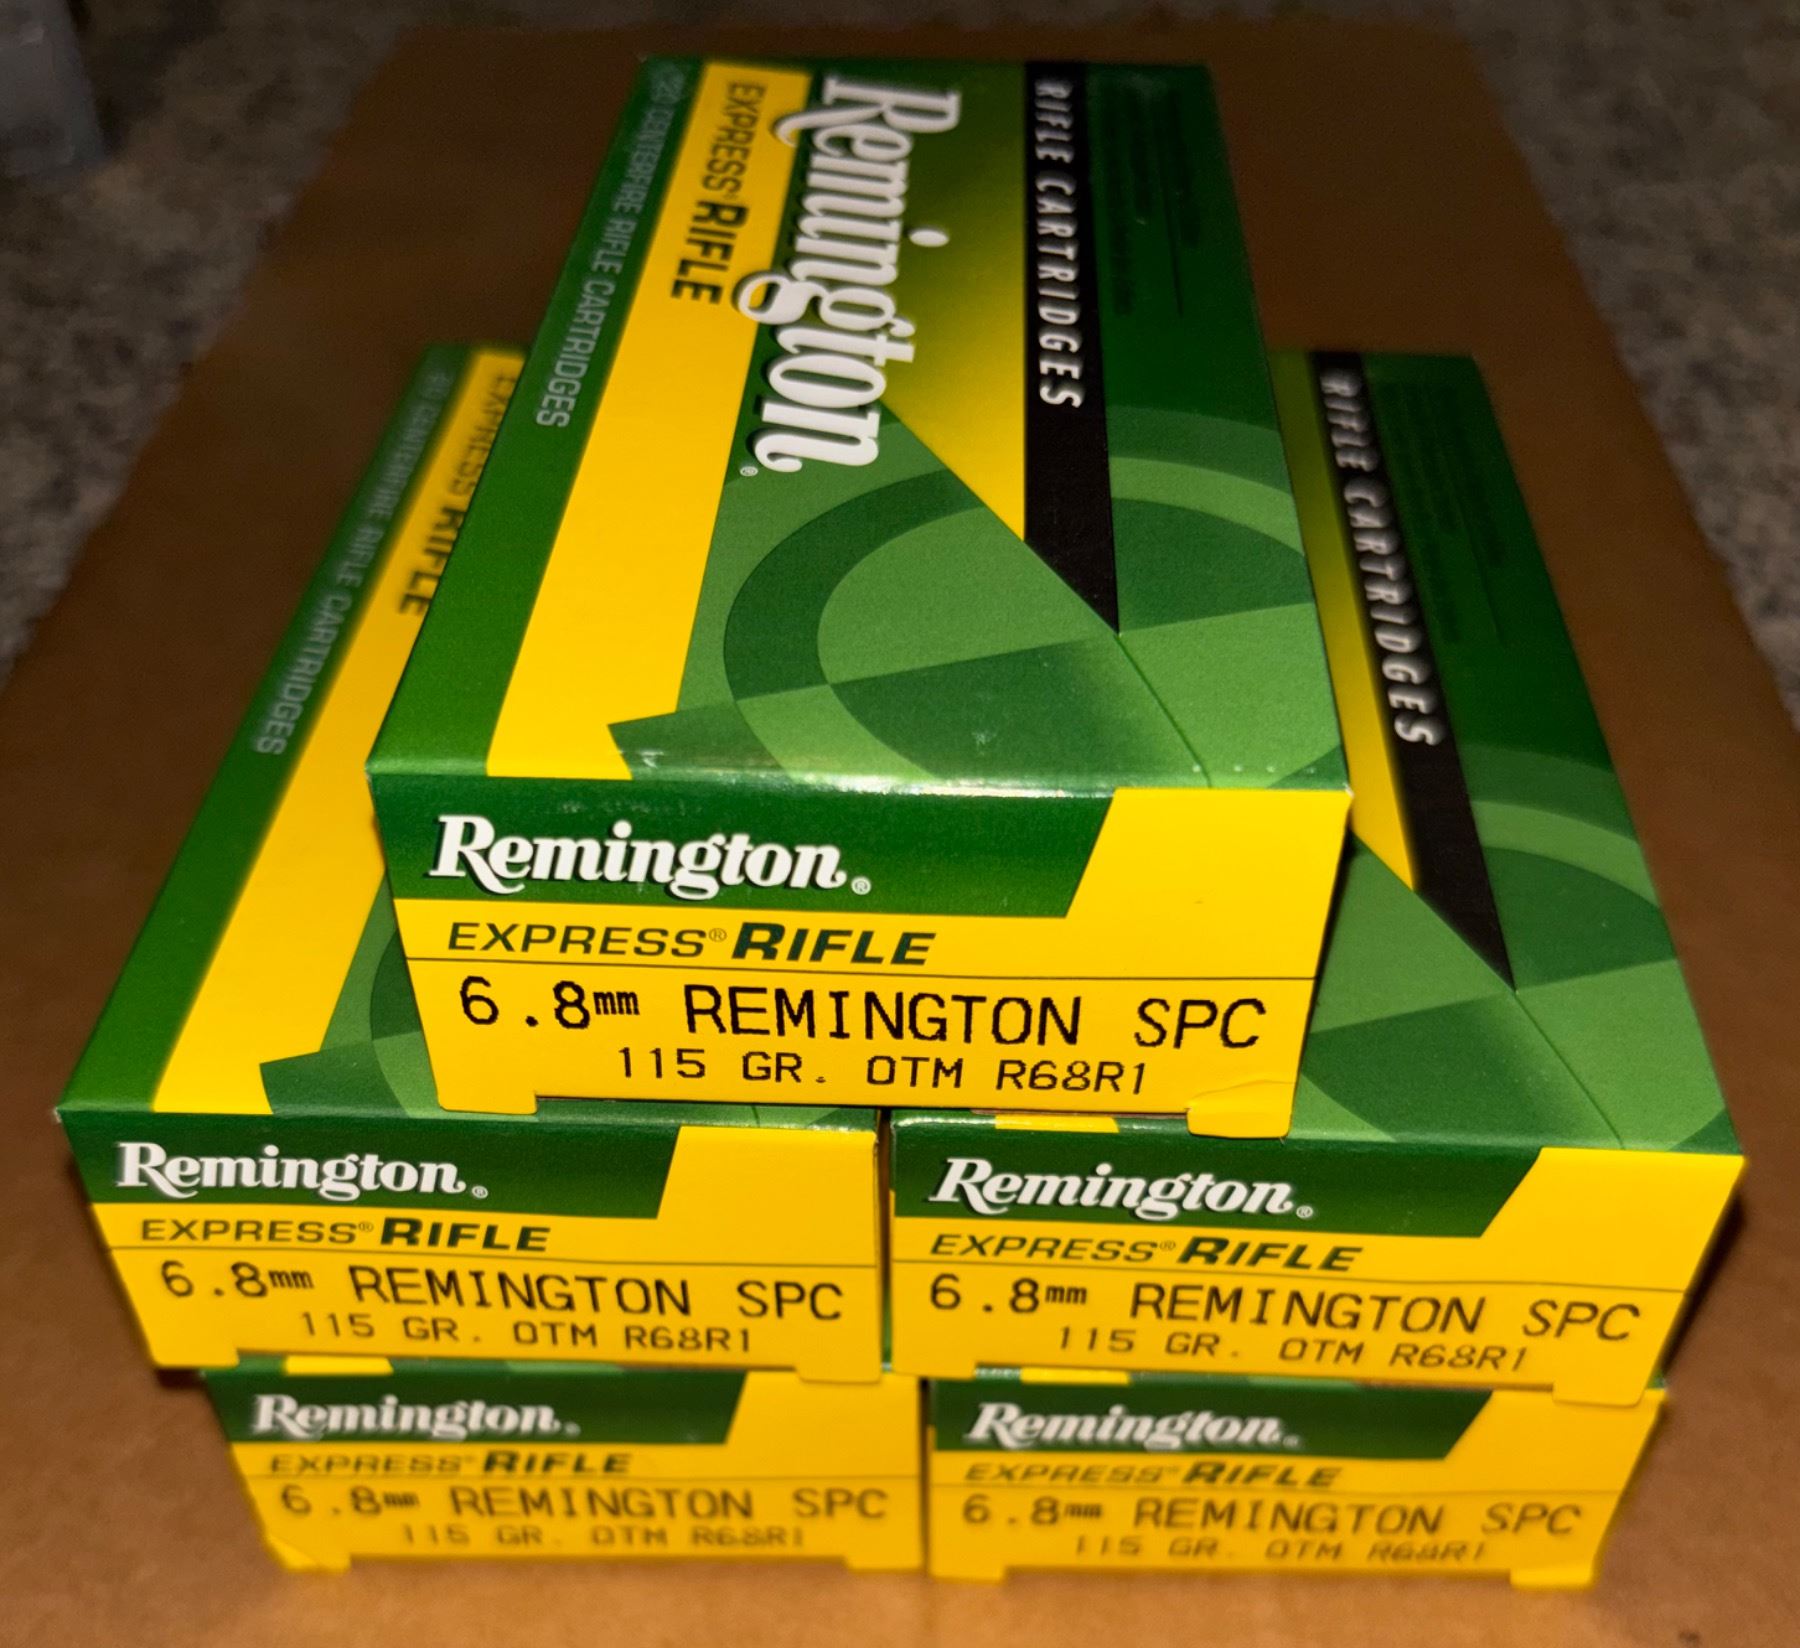 RIFLE CARTRIDGES
Remington®
EXPRESS® RIFLE
20 CENTERFIRE RIFLE CARTRIDGES
RIFLE CARTRIDGES
EXPRESS RIFLE
20 CENTERFIRE RIFLE CARTRIDGES
Remington®
EXPRESS® RIFLE
6.8mm REMINGTON SPC
115 GR. OTM R68R1
Remington®
EXPRESS® RIFLE
6.8mm REMINGTON SPC
115 GR. OTM R68R1
Remington®
EXPRESS® RIFLE
6.8mm REMINGTON SPC
115 GR. OTM R68R1
Remington®
EXPRESS® RIFLE
6.8mm REMINGTON SPC
115 GR. OTM R68R1
Remington®
EXPRESS® RIFLE
6.8mm REMINGTON SPC
115 GR. OTM R68R1